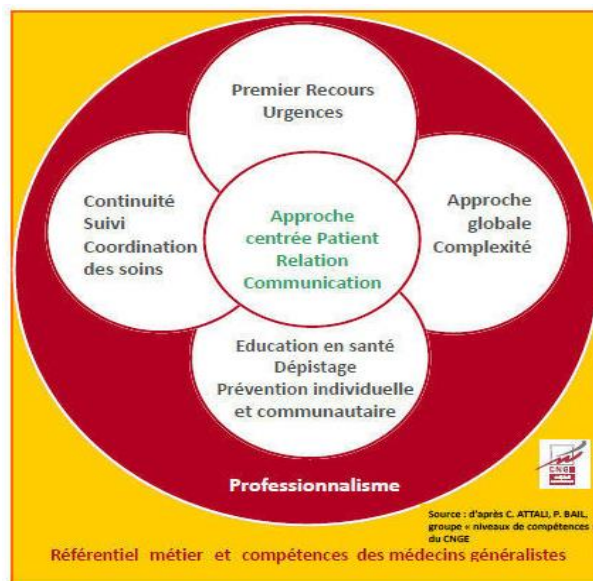 Premier Recours
Urgences
Continuité
Suivi
Coordination
des soins
Approche
centrée Patient
Relation
Communication
Approche
globale
Complexité
Education en santé
Dépistage
Prévention individuelle
et communautaire
Professionnalisme
CNGE
Source : d'après C. ATTALI, P. BAIL,
groupe « niveaux de compétences
du CNGE
Référentiel métier et compétences des médecins généralistes